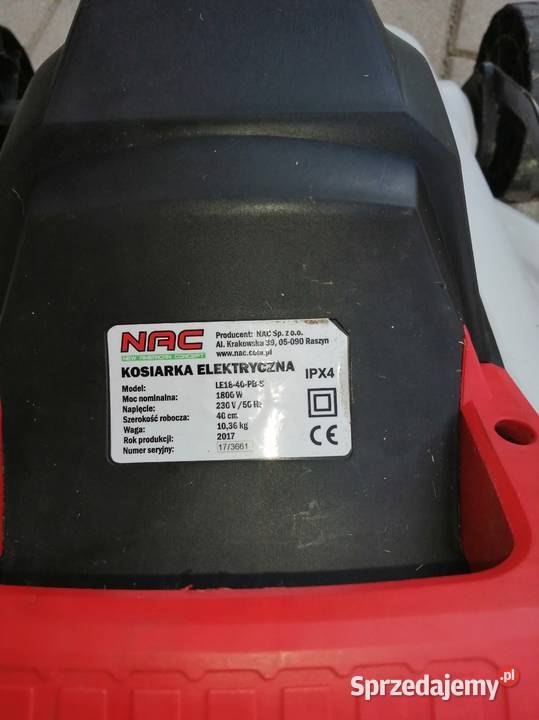 NAC
NEW AMERICAN CONCEPT
Producent: NAC Sp. z o.o.
Al. Krakowska 39, 05-090 Raszyn
www.nac.com.pl
KOSIARKA ELEKTRYCZNA
IPX4
Model: LE18-40-PB-S
Moc nominalna: 1800 W
Napięcie: 230 V / 50 Hz
Szerokość robocza: 40 cm
Waga: 10,36 kg
Rok produkcji: 2017
Numer seryjny: 17/3661
CE
Sprzedajemy.pl